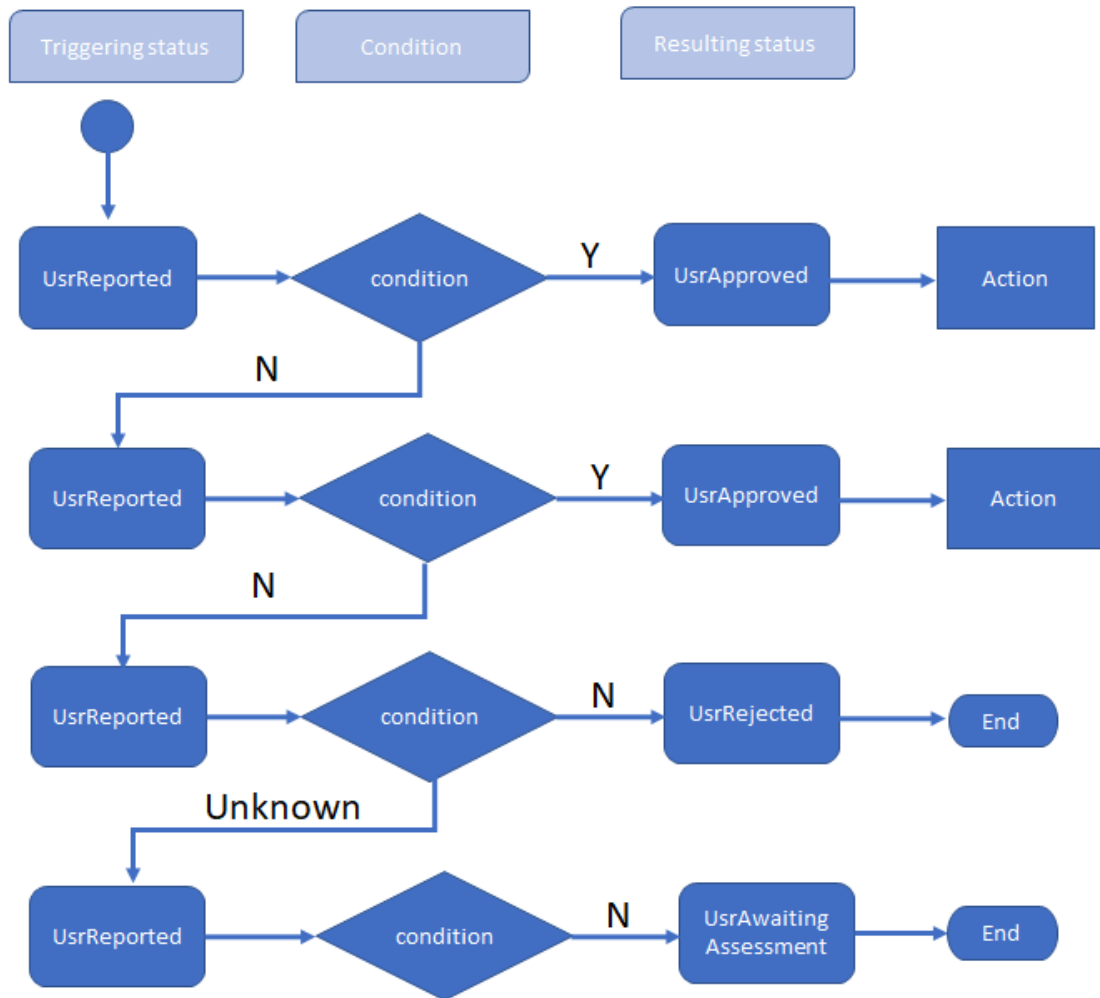 Triggering status
Condition
Resulting status
UsrReported
condition
Y
UsrApproved
Action
N
UsrReported
condition
Y
UsrApproved
Action
N
UsrReported
condition
N
UsrRejected
End
Unknown
UsrReported
condition
N
UsrAwaiting
Assessment
End